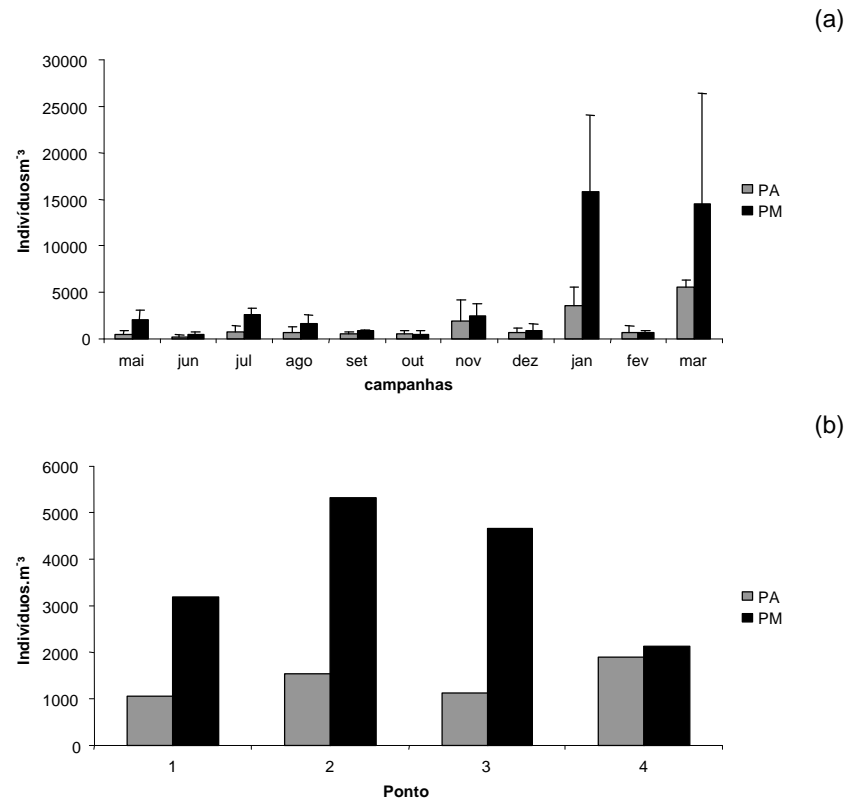 (a)
30000
25000
20000
15000
10000
5000
0
Indivíduosm⁻³
mai jun jul ago set out nov dez jan fev mar
campanhas
PA
PM
(b)
6000
5000
4000
3000
2000
1000
0
Indivíduos.m⁻³
1 2 3 4
Ponto
PA
PM